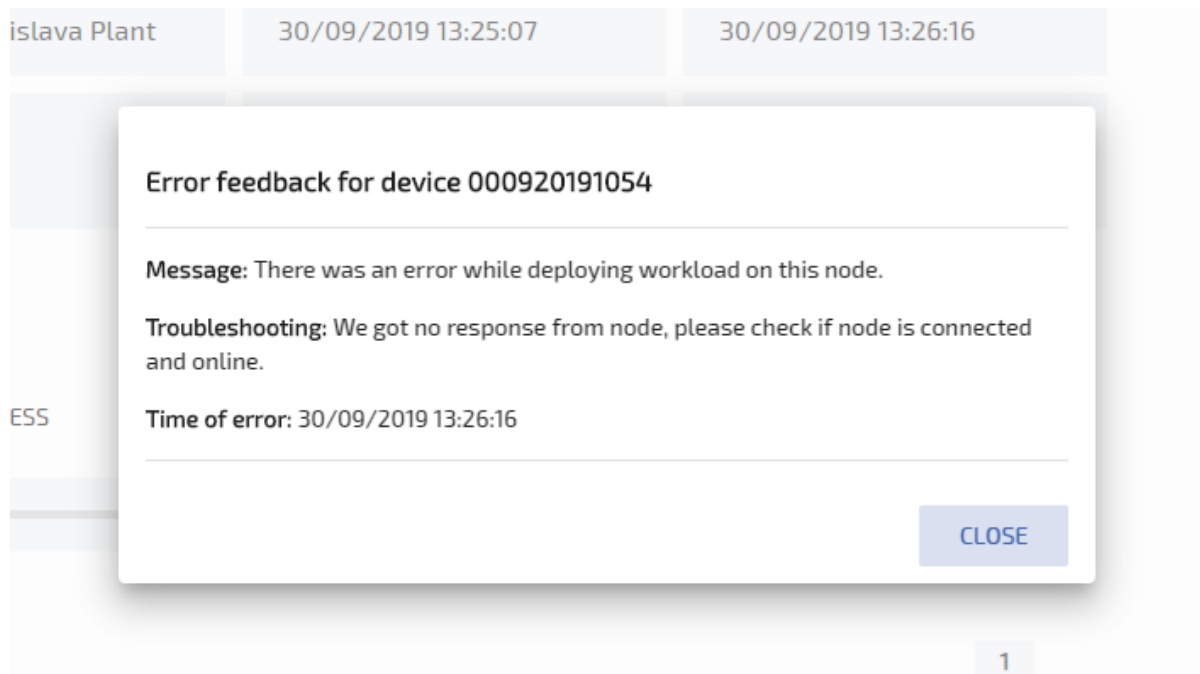 islava Plant 30/09/2019 13:25:07 30/09/2019 13:26:16
Error feedback for device 000920191054
Message: There was an error while deploying workload on this node.
Troubleshooting: We got no response from node, please check if node is connected
and online.
ESS
Time of error: 30/09/2019 13:26:16
CLOSE
1